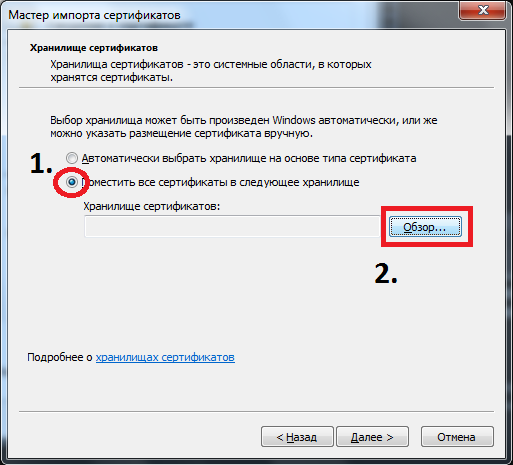 Мастер импорта сертификатов
Хранилище сертификатов
Хранилища сертификатов - это системные области, в которых
хранятся сертификаты.
Выбор хранилища может быть произведен Windows автоматически, или же
можно указать размещение сертификата вручную.
1.
Автоматически выбрать хранилище на основе типа сертификата
Поместить все сертификаты в следующее хранилище
Хранилище сертификатов:
Обзор...
2.
Подробнее о хранилищах сертификатов
< Назад
Далее >
Отмена